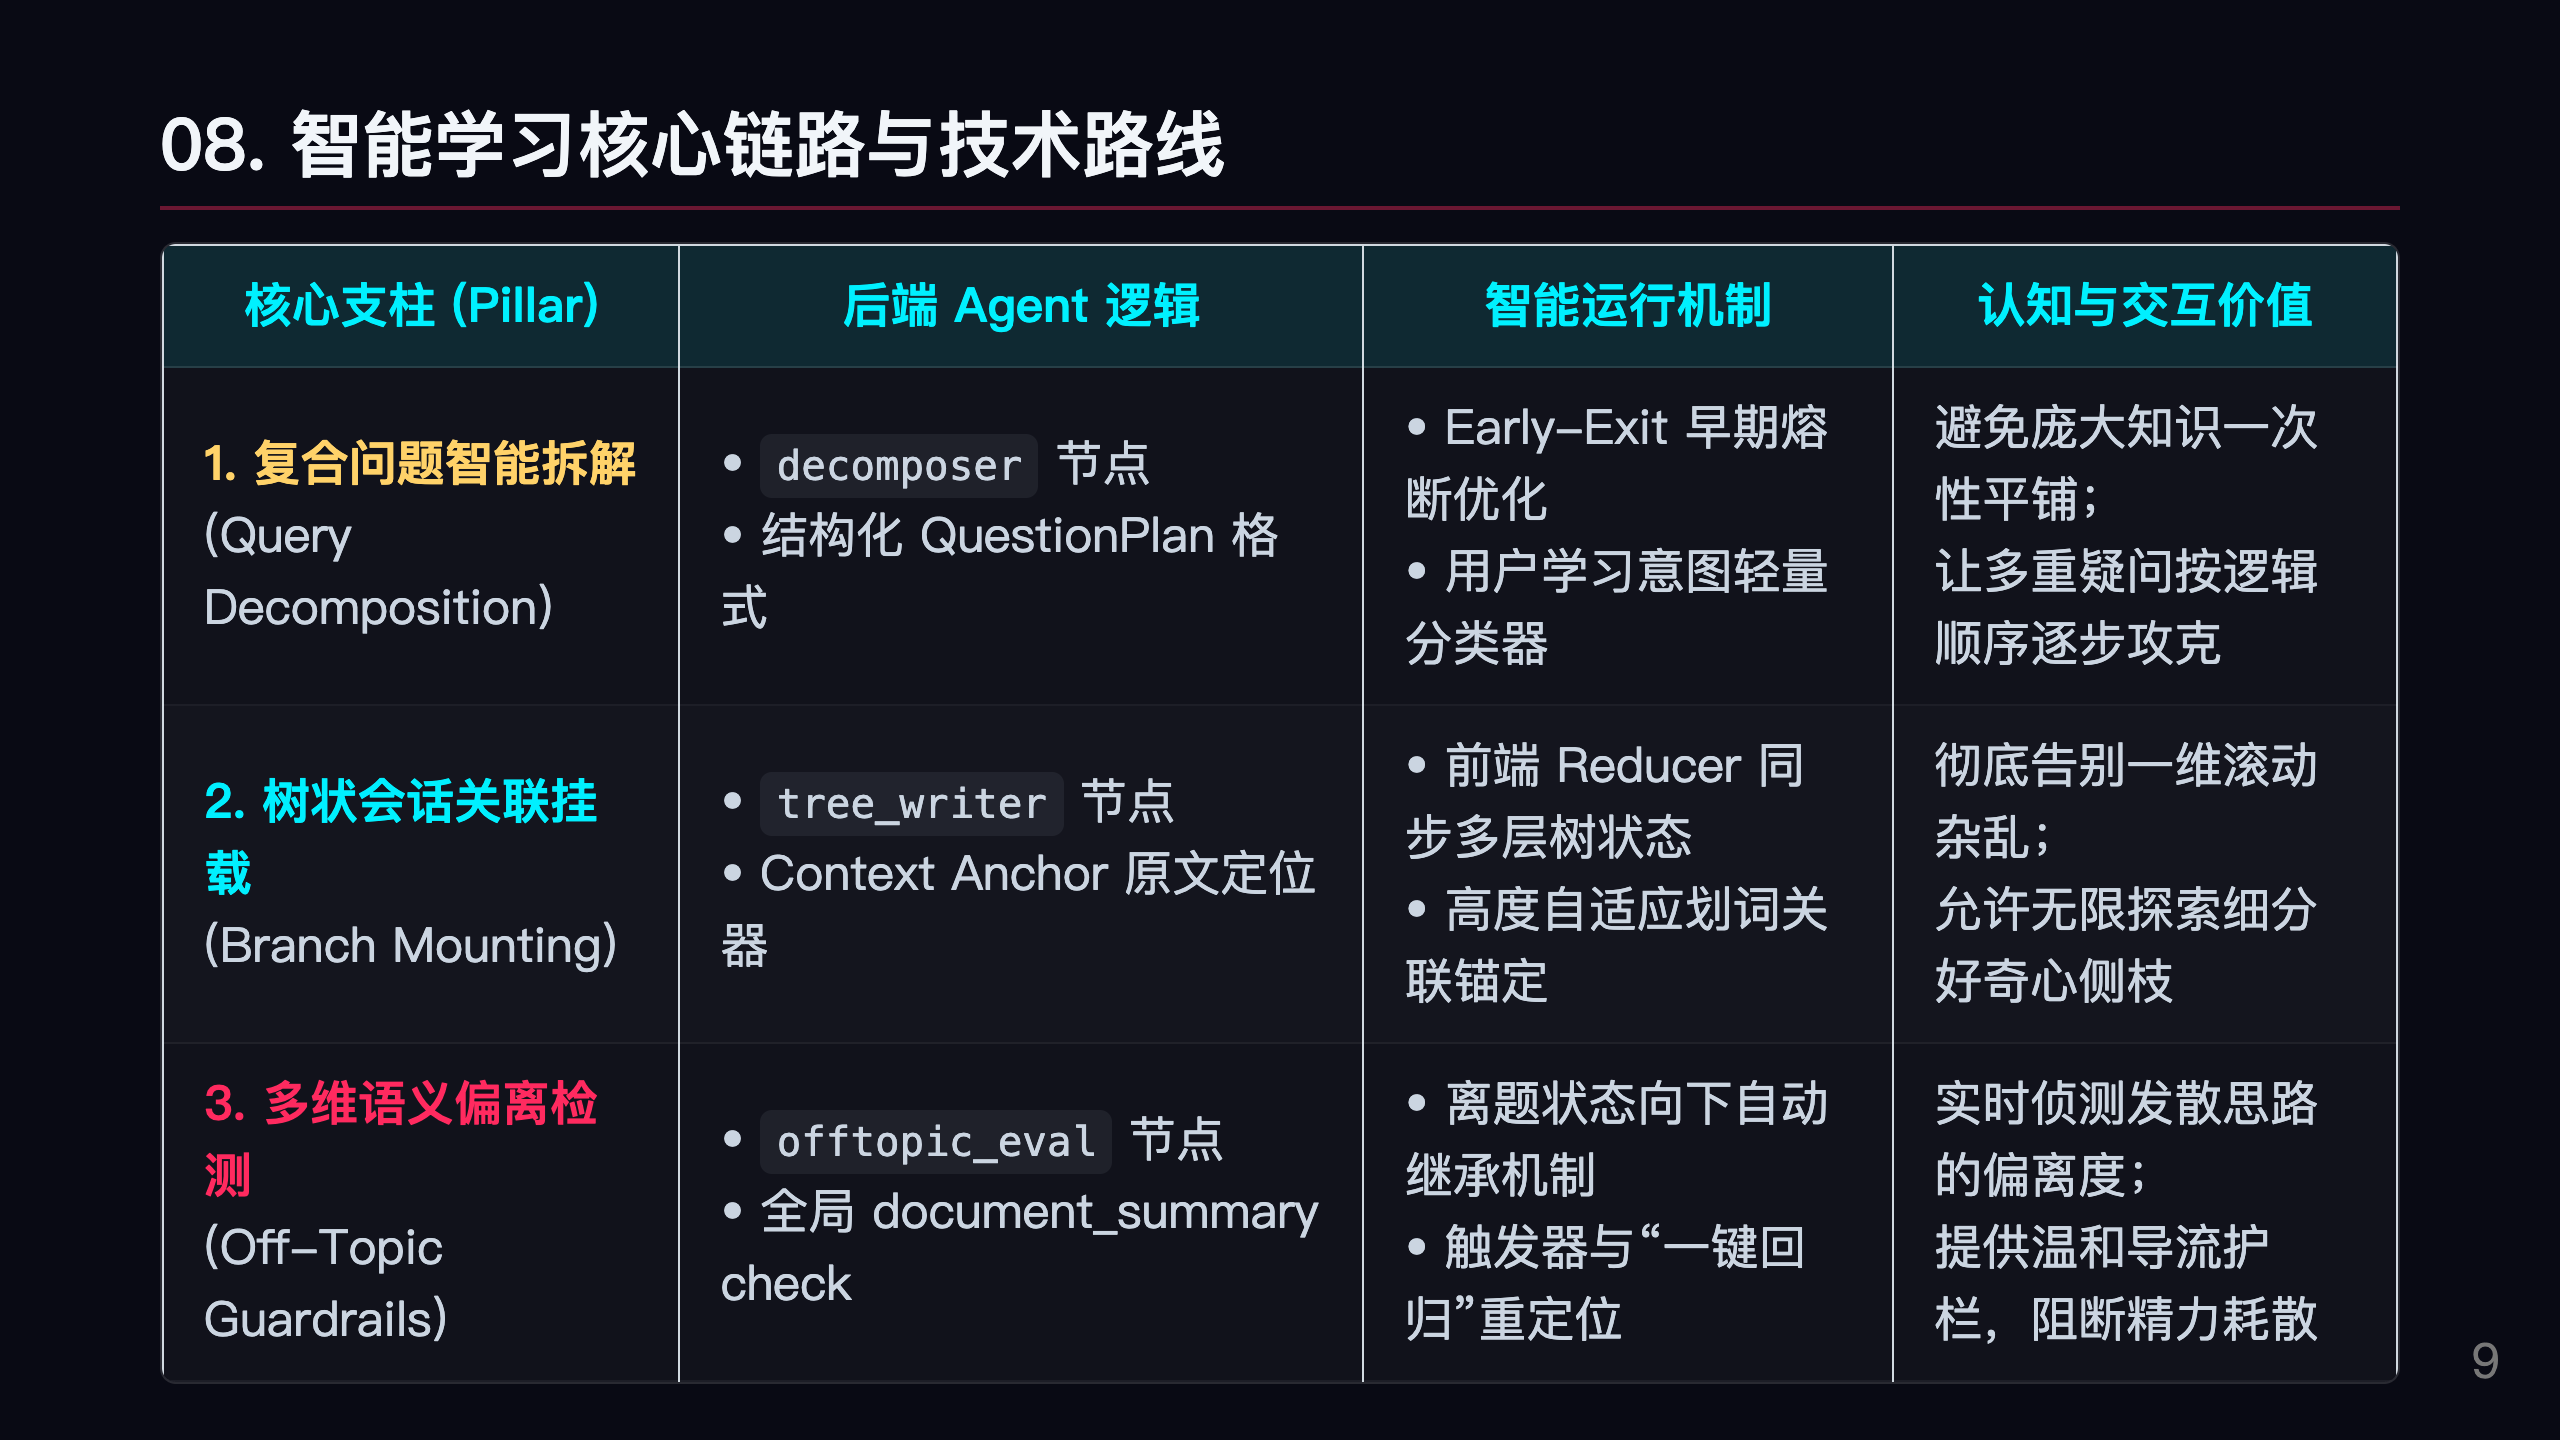 08. 智能学习核心链路与技术路线
核心支柱 (Pillar)
后端 Agent 逻辑
智能运行机制
认知与交互价值
1. 复合问题智能拆解
(Query
Decomposition)
• decomposer 节点
• 结构化 QuestionPlan 格
式
• Early-Exit 早期熔
断优化
• 用户学习意图轻量
分类器
避免庞大知识一次
性平铺；
让多重疑问按逻辑
顺序逐步攻克
2. 树状会话关联挂
载
(Branch Mounting)
• tree_writer 节点
• Context Anchor 原文定位
器
• 前端 Reducer 同
步多层树状态
• 高度自适应划词关
联锚定
彻底告别一维滚动
杂乱；
允许无限探索细分
好奇心侧枝
3. 多维语义偏离检
测
(Off-Topic
Guardrails)
• offtopic_eval 节点
• 全局 document_summary
check
• 离题状态向下自动
继承机制
• 触发器与“一键回
归”重定位
实时侦测发散思路
的偏离度；
提供温和导流护
栏，阻断精力耗散
9